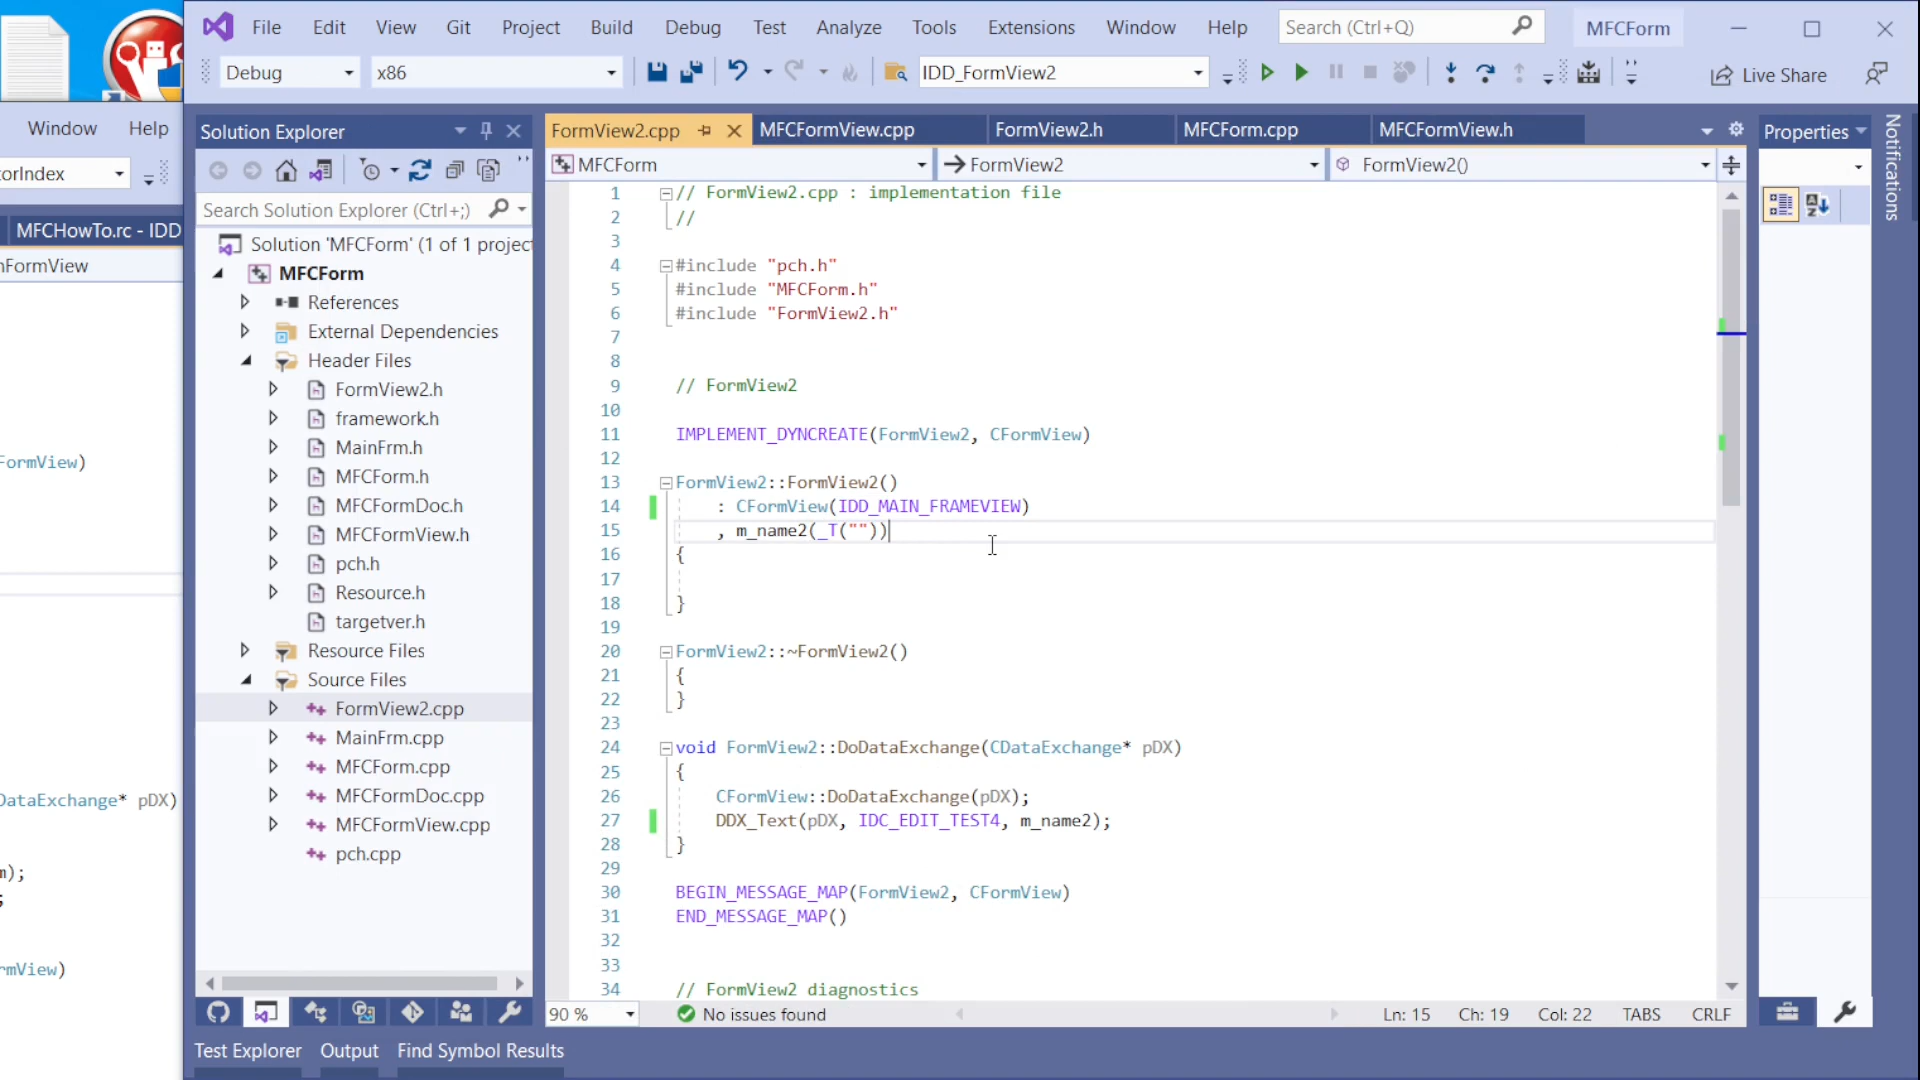 File Edit View Git Project Build Debug Test Analyze Tools Extensions Window Help Search (Ctrl+Q) MFCForm
Debug x86 IDD_FormView2 Live Share
Window Help
orIndex
MFCHowTo.rc - IDD
nFormView
FormView)
DataExchange* pDX)
m);
;
rmView)
Solution Explorer
Search Solution Explorer (Ctrl+;)
Solution 'MFCForm' (1 of 1 project
MFCForm
References
External Dependencies
Header Files
FormView2.h
framework.h
MainFrm.h
MFCForm.h
MFCFormDoc.h
MFCFormView.h
pch.h
Resource.h
targetver.h
Resource Files
Source Files
FormView2.cpp
MainFrm.cpp
MFCForm.cpp
MFCFormDoc.cpp
MFCFormView.cpp
pch.cpp
FormView2.cpp MFCFormView.cpp FormView2.h MFCForm.cpp MFCFormView.h
MFCForm FormView2 FormView2()
1 // FormView2.cpp : implementation file
2 //
3
4 #include "pch.h"
5 #include "MFCForm.h"
6 #include "FormView2.h"
7
8
9 // FormView2
10
11 IMPLEMENT_DYNCREATE(FormView2, CFormView)
12
13 FormView2::FormView2()
14 : CFormView(IDD_MAIN_FRAMEVIEW)
15 , m_name2(_T(""))
16 {
17
18 }
19
20 FormView2::~FormView2()
21 {
22 }
23
24 void FormView2::DoDataExchange(CDataExchange* pDX)
25 {
26 CFormView::DoDataExchange(pDX);
27 DDX_Text(pDX, IDC_EDIT_TEST4, m_name2);
28 }
29
30 BEGIN_MESSAGE_MAP(FormView2, CFormView)
31 END_MESSAGE_MAP()
32
33
34 // FormView2 diagnostics
90 % No issues found Ln: 15 Ch: 19 Col: 22 TABS CRLF
Properties
Notifications
Test Explorer Output Find Symbol Results